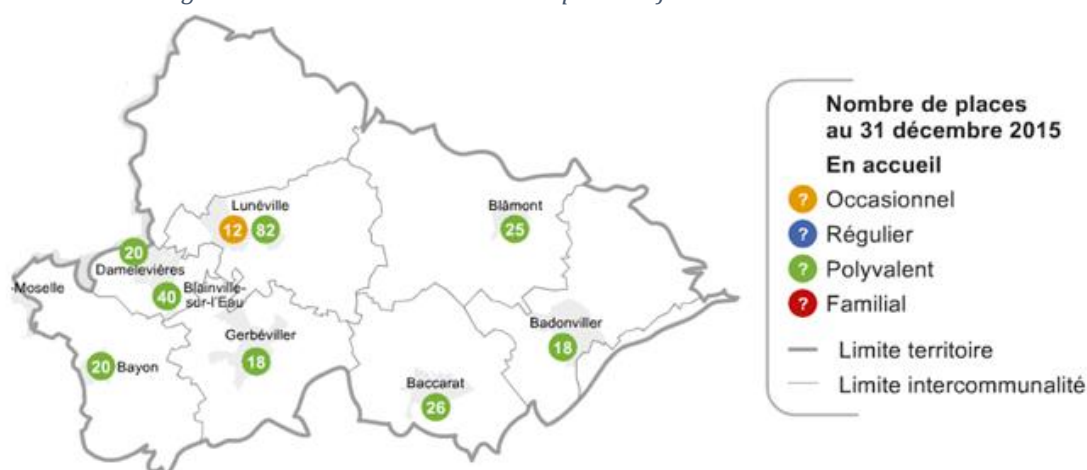 Lunéville
12 82
Blâmont
25
20
Damelevières
-Moselle
40
Blainville-
sur-l'Eau
Badonviller
18
Gerbéviller
18
20 Bayon
Baccarat
26
Nombre de places
au 31 décembre 2015
En accueil
? Occasionnel
? Régulier
? Polyvalent
? Familial
Limite territoire
Limite intercommunalité